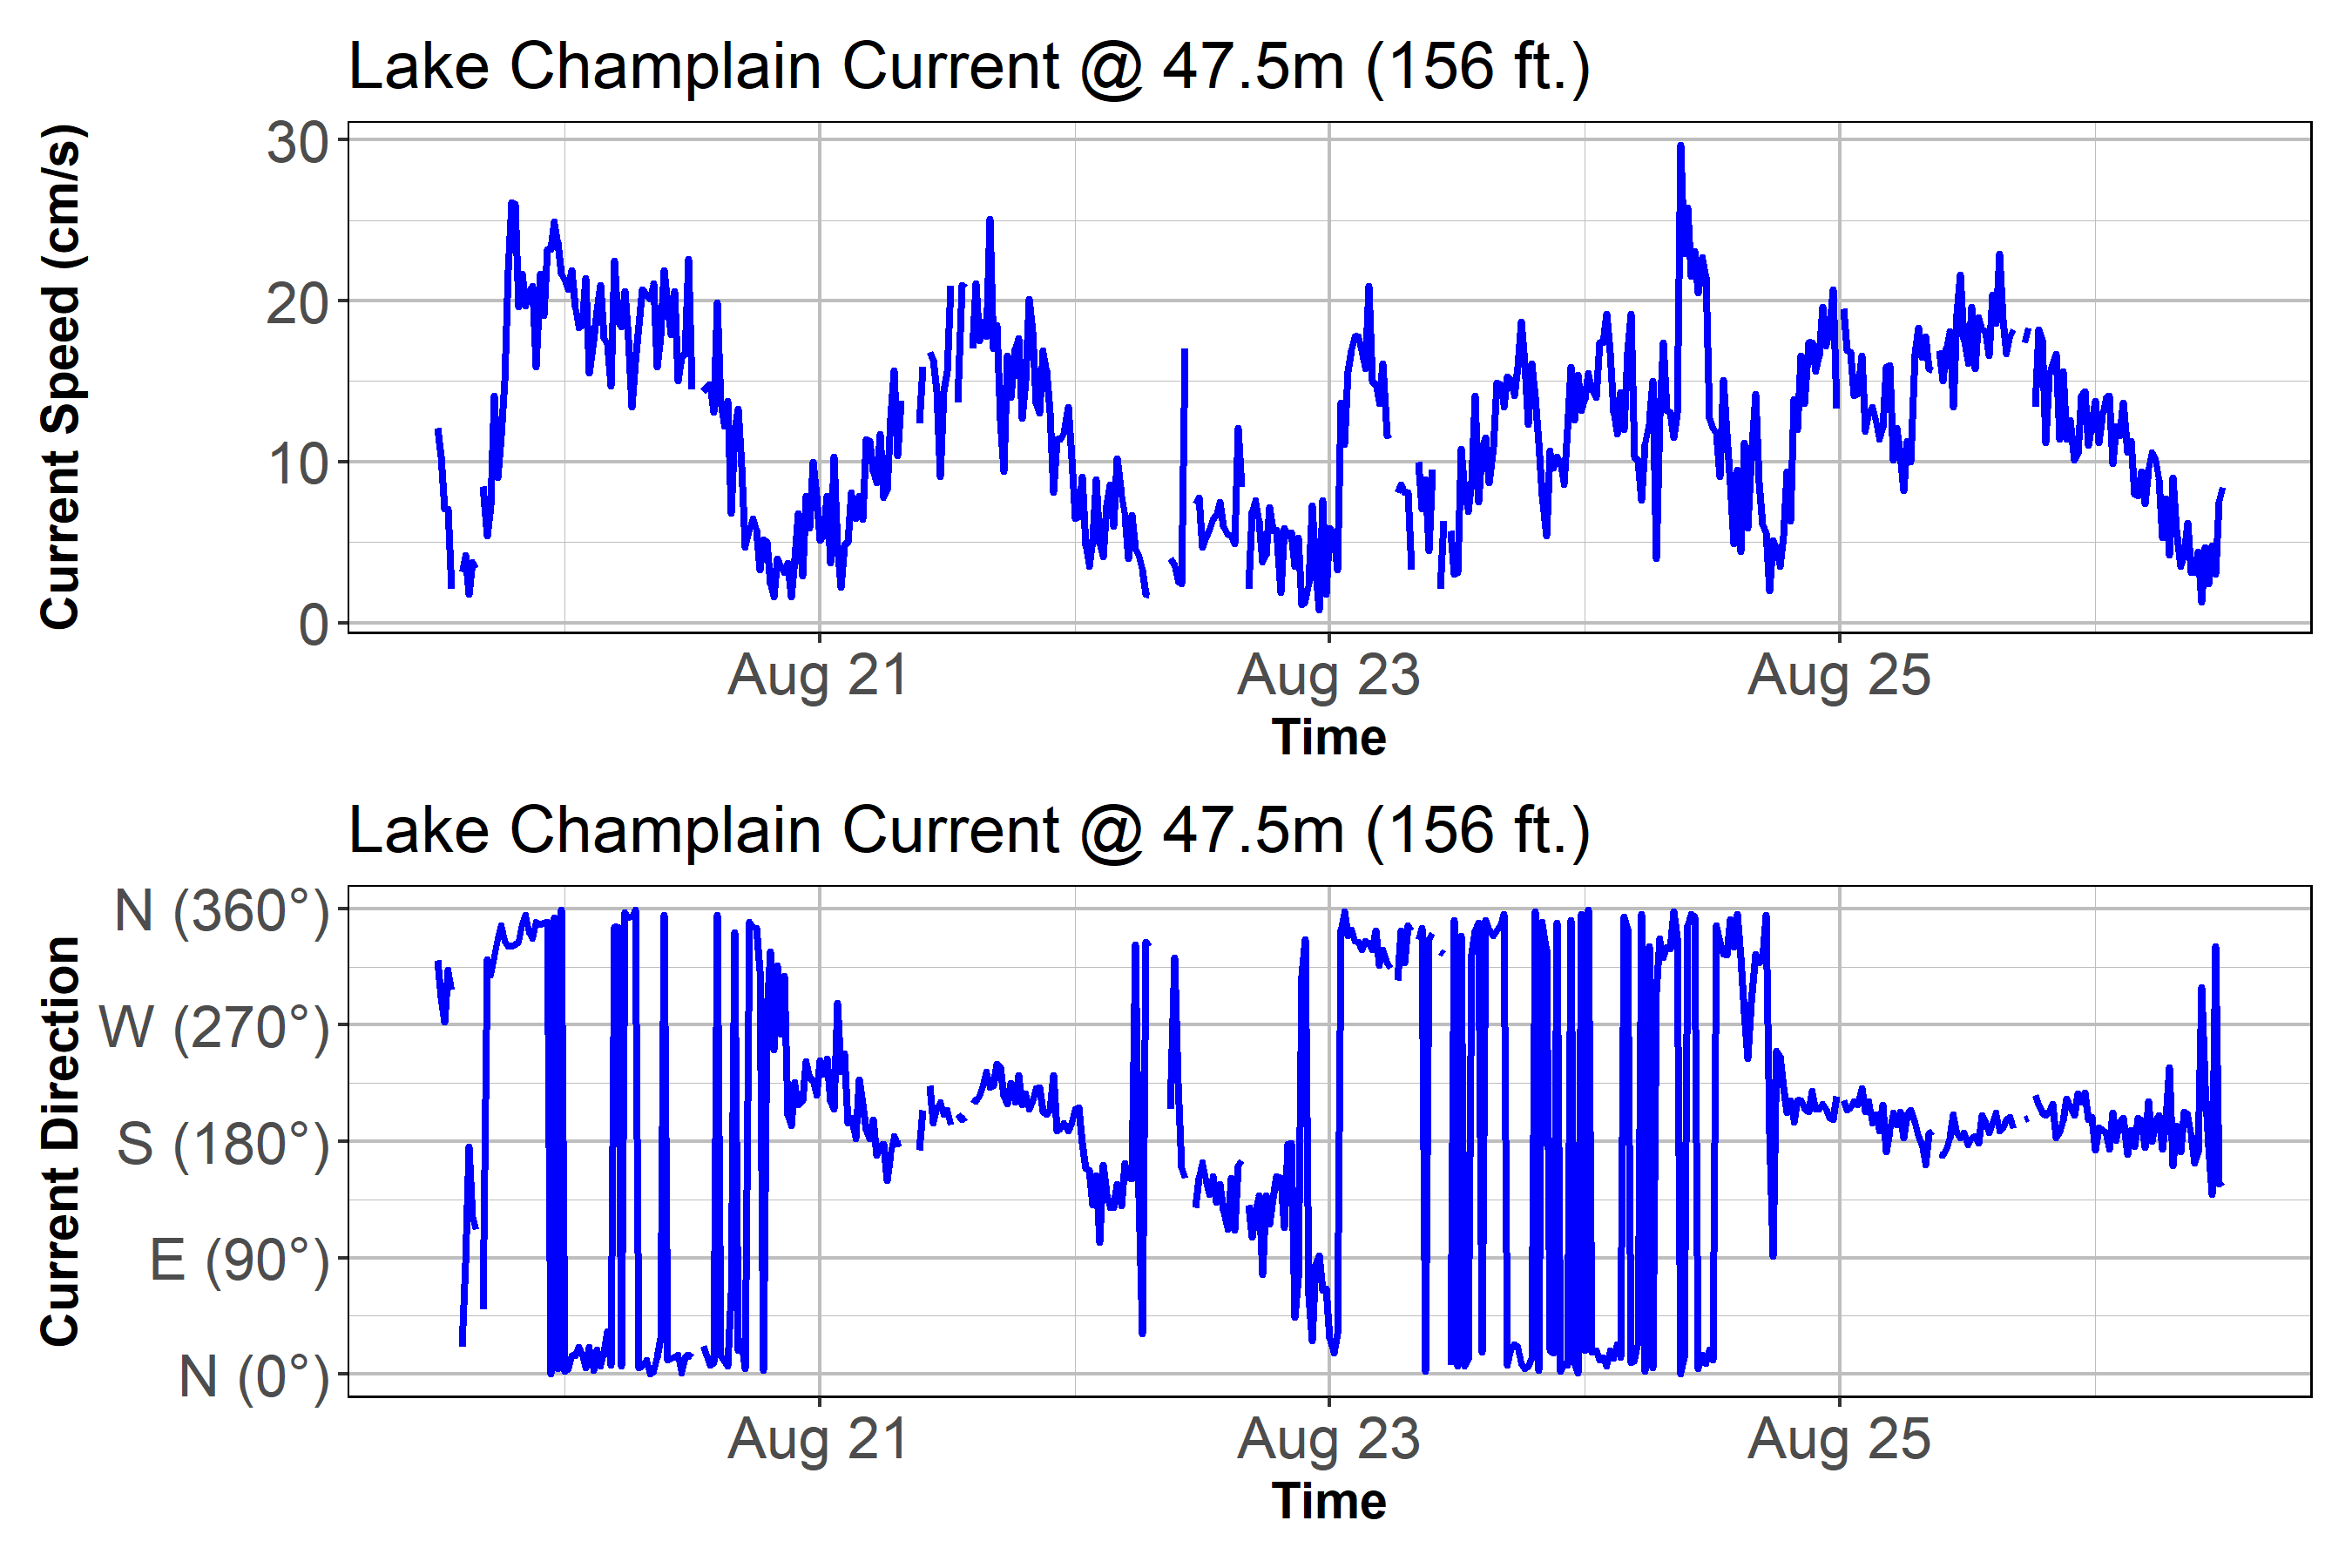 Lake Champlain Current @ 47.5m (156 ft.)
Current Speed (cm/s)
30
20
10
0
Aug 21 Aug 23 Aug 25
Time
Lake Champlain Current @ 47.5m (156 ft.)
Current Direction
N (360°)
W (270°)
S (180°)
E (90°)
N (0°)
Aug 21 Aug 23 Aug 25
Time